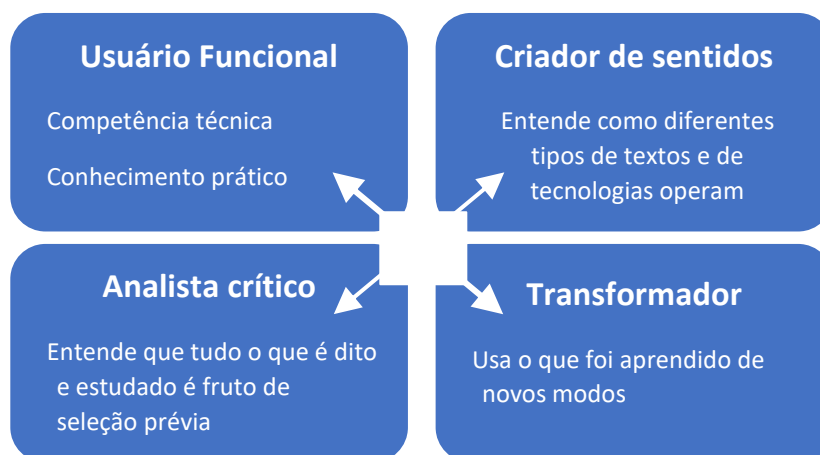 Usuário Funcional
Competência técnica
Conhecimento prático
Criador de sentidos
Entende como diferentes
tipos de textos e de
tecnologias operam
Analista crítico
Entende que tudo o que é dito
e estudado é fruto de
seleção prévia
Transformador
Usa o que foi aprendido de
novos modos